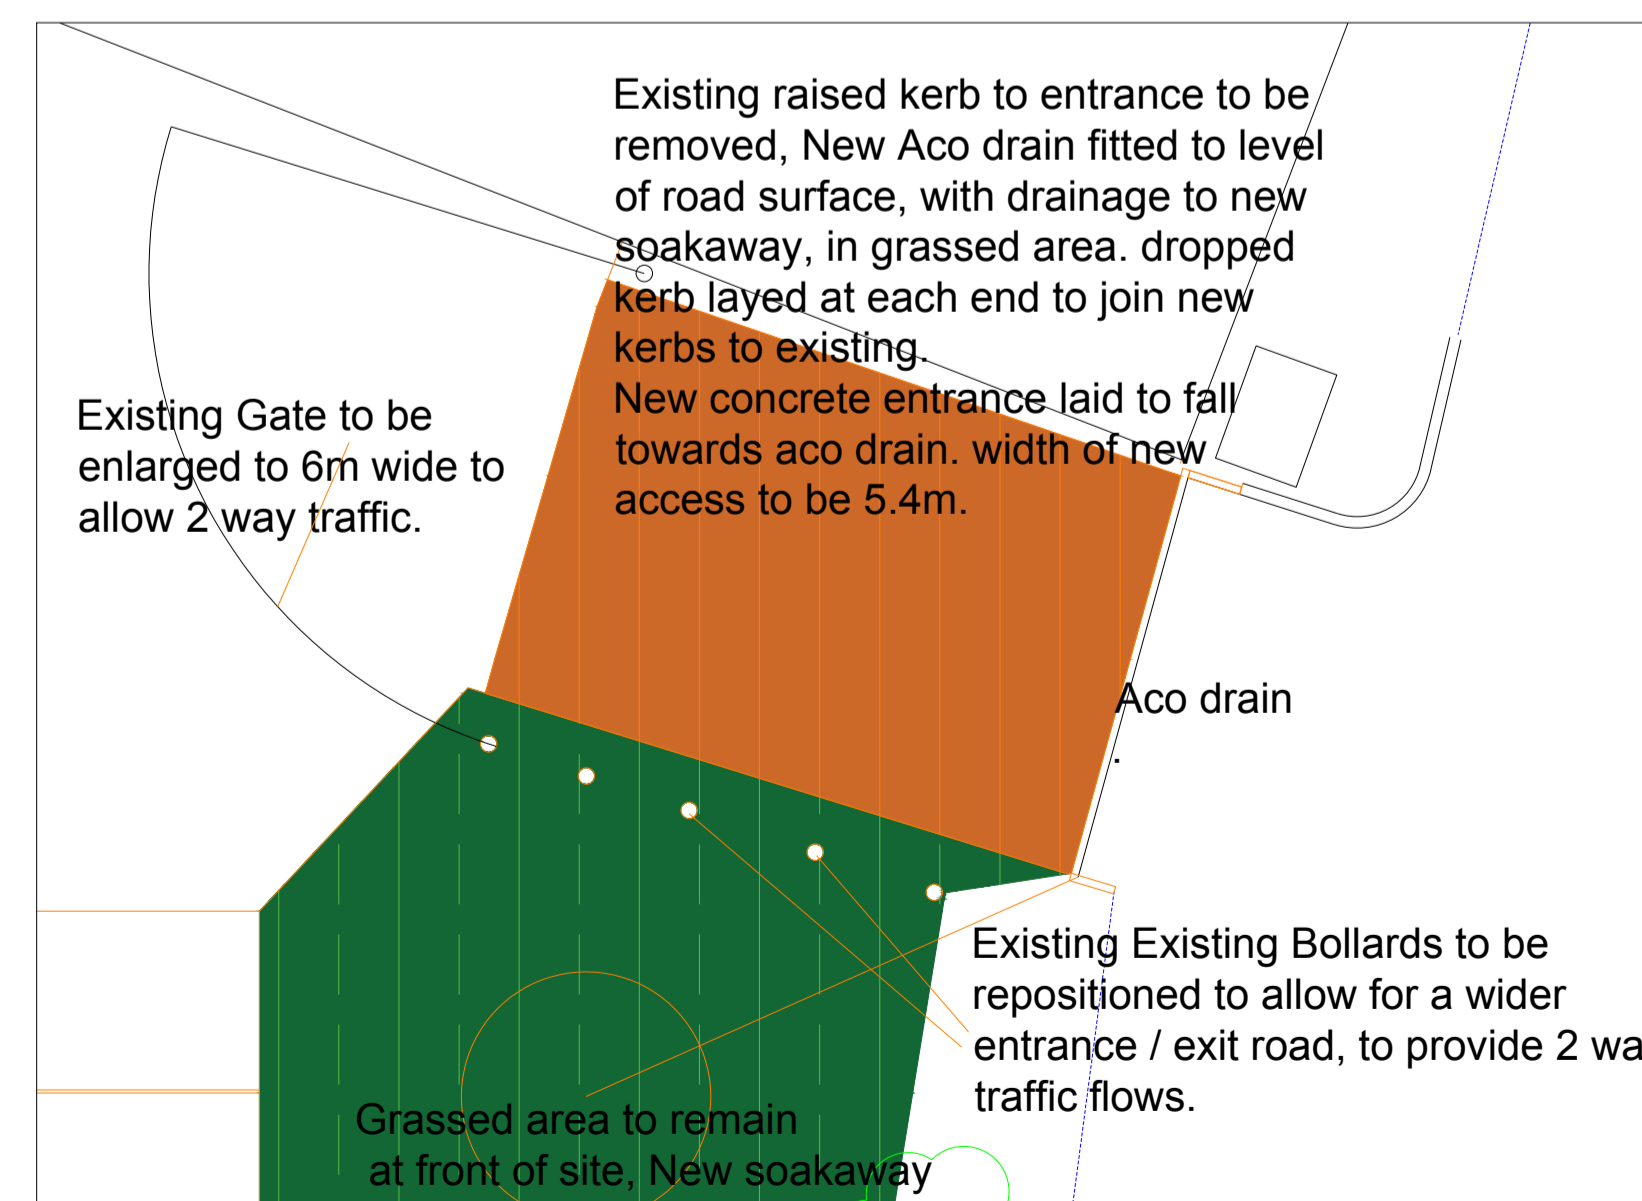 Existing raised kerb to entrance to be
removed, New Aco drain fitted to level
of road surface, with drainage to new
soakaway, in grassed area. dropped
kerb layed at each end to join new
kerbs to existing.
New concrete entrance laid to fall
towards aco drain. width of new
access to be 5.4m.
Existing Gate to be
enlarged to 6m wide to
allow 2 way traffic.
Aco drain
.
Existing Existing Bollards to be
repositioned to allow for a wider
entrance / exit road, to provide 2 wa
traffic flows.
Grassed area to remain
at front of site, New soakaway